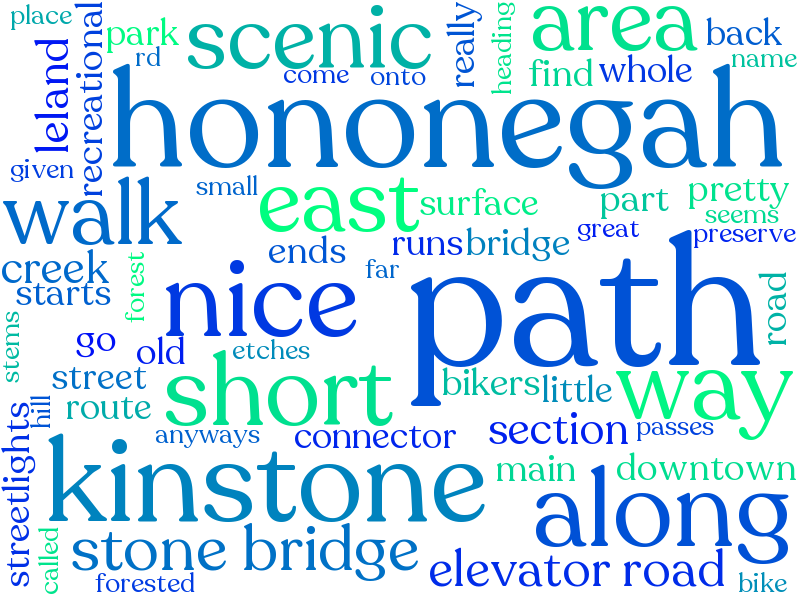 place
park
recreational
scenic
really
heading
area
back
rd
come
onto
find
whole
name
leland
hononegah
given
small
walk
east
surface
part
pretty
seems
great
preserve
ends
runs
bridge
creek
starts
forest
nice
far
path
road
stems
go
old
etches
street
short
bikers
little
way
route
hill
anyways
connector
section
passes
streetlights
kinstone
main
downtown
along
called
stone bridge
elevator road
forested
bike